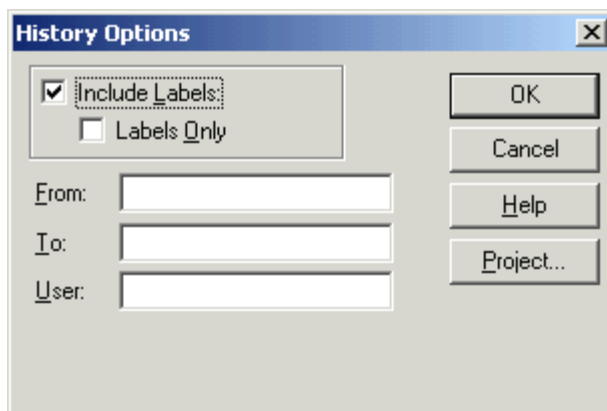 History Options
Include Labels:
Labels Only
From:
To:
User:
OK
Cancel
Help
Project...